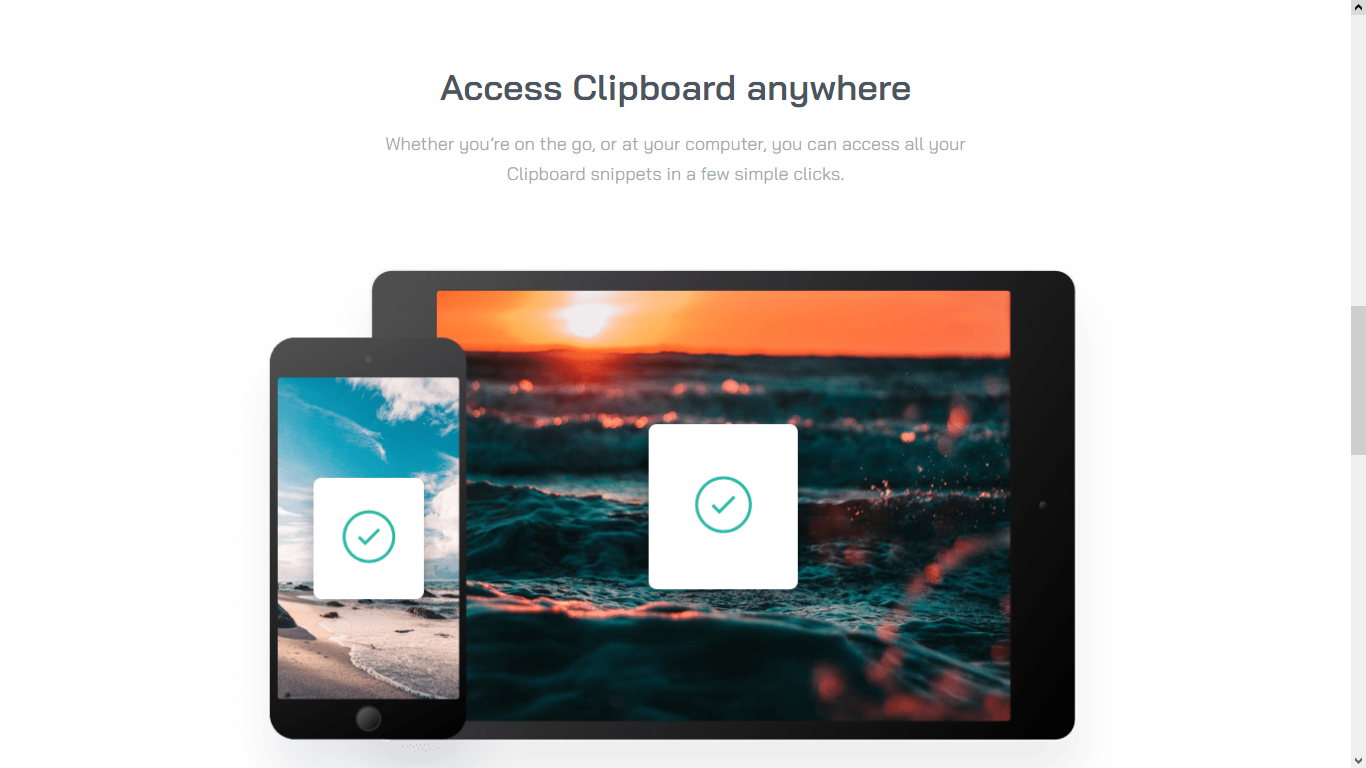 Access Clipboard anywhere
Whether you’re on the go, or at your computer, you can access all your
Clipboard snippets in a few simple clicks.